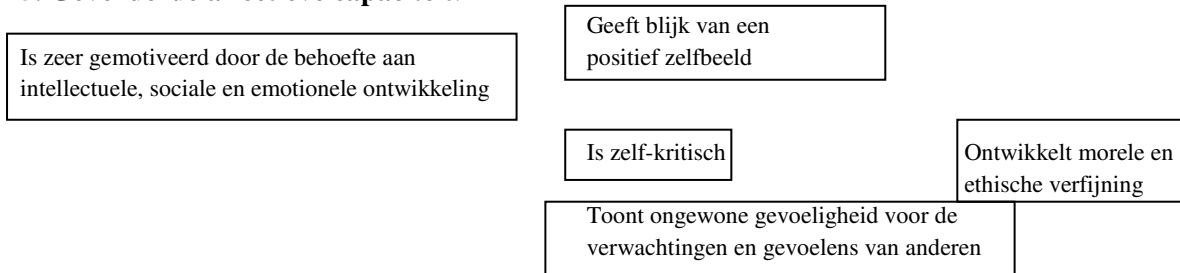 Geeft blijk van een
positief zelfbeeld
Is zeer gemotiveerd door de behoefte aan
intellectuele, sociale en emotionele ontwikkeling
Is zelf-kritisch
Ontwikkelt morele en
ethische verfijning
Toont ongewone gevoeligheid voor de
verwachtingen en gevoelens van anderen